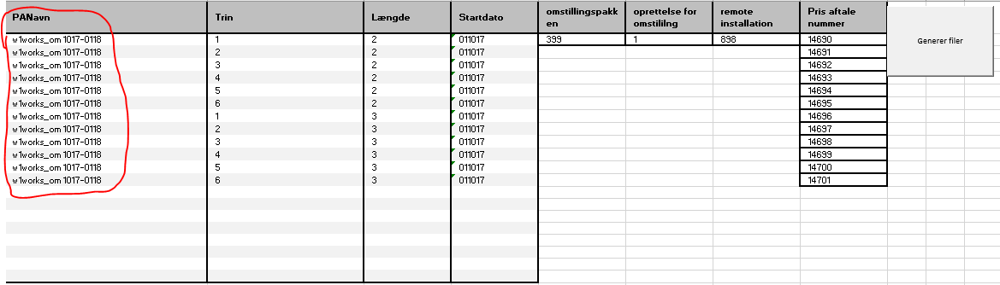 PANavn Trin Længde Startdato omstillingspakk en oprettelse for omstilling remote installation Pris aftale nummer Generer filer
w1works_om 1017-0118 1 2 011017 399 1 898 14690
w1works_om 1017-0118 2 2 011017 14691
w1works_om 1017-0118 3 2 011017 14692
w1works_om 1017-0118 4 2 011017 14693
w1works_om 1017-0118 5 2 011017 14694
w1works_om 1017-0118 6 2 011017 14695
w1works_om 1017-0118 1 3 011017 14696
w1works_om 1017-0118 2 3 011017 14697
w1works_om 1017-0118 3 3 011017 14698
w1works_om 1017-0118 4 3 011017 14699
w1works_om 1017-0118 5 3 011017 14700
w1works_om 1017-0118 6 3 011017 14701